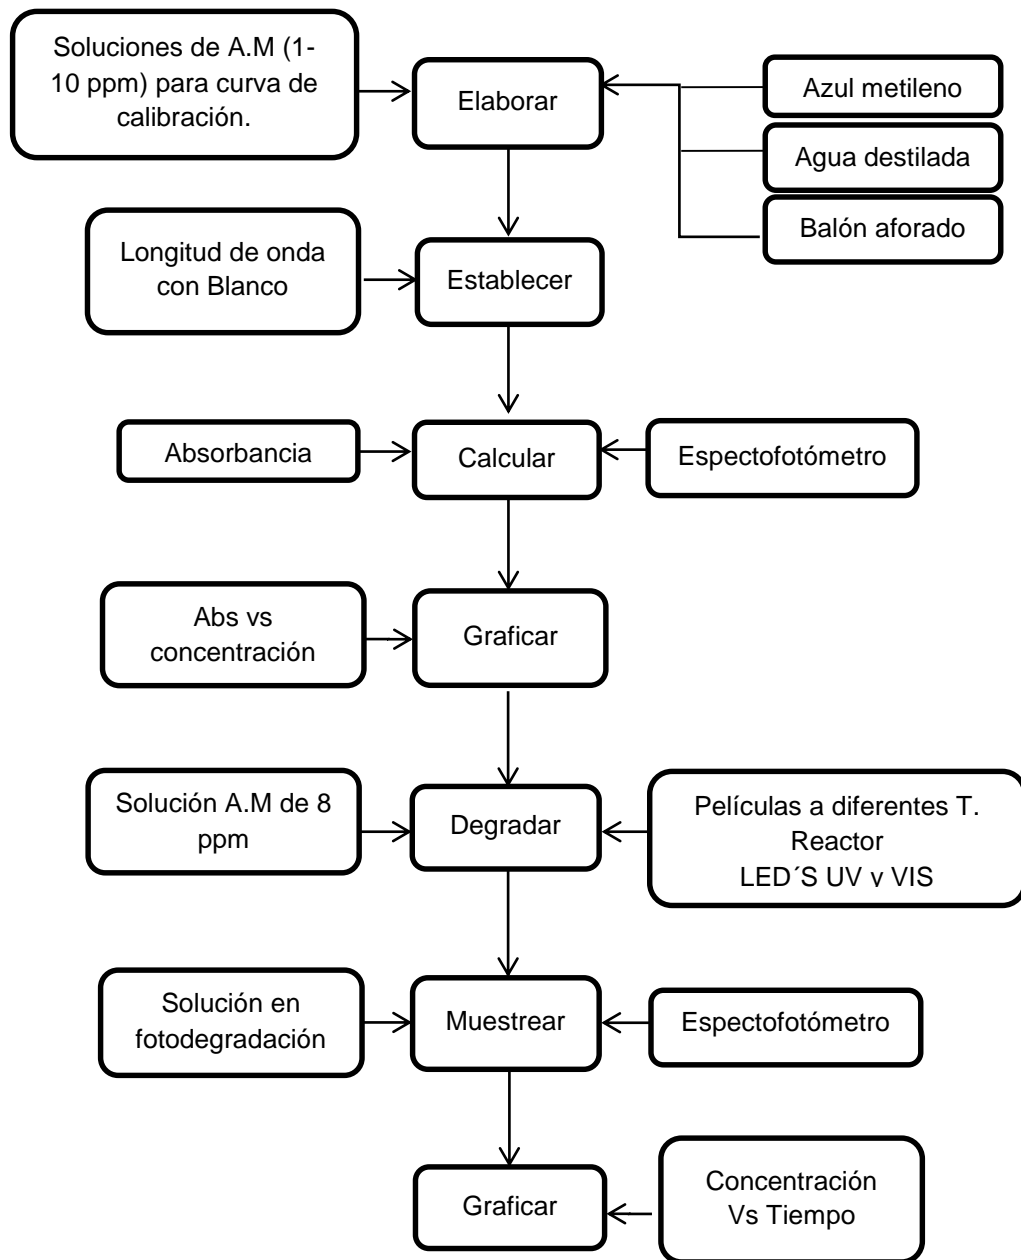 Soluciones de A.M (1-
10 ppm) para curva de
calibración.
Elaborar
Azul metileno
Agua destilada
Balón aforado
Longitud de onda
con Blanco
Establecer
Absorbancia
Calcular
Espectofotómetro
Abs vs
concentración
Graficar
Solución A.M de 8
ppm
Degradar
Películas a diferentes T.
Reactor
LED´S UV y VIS
Solución en
fotodegradación
Muestrear
Espectofotómetro
Graficar
Concentración
Vs Tiempo